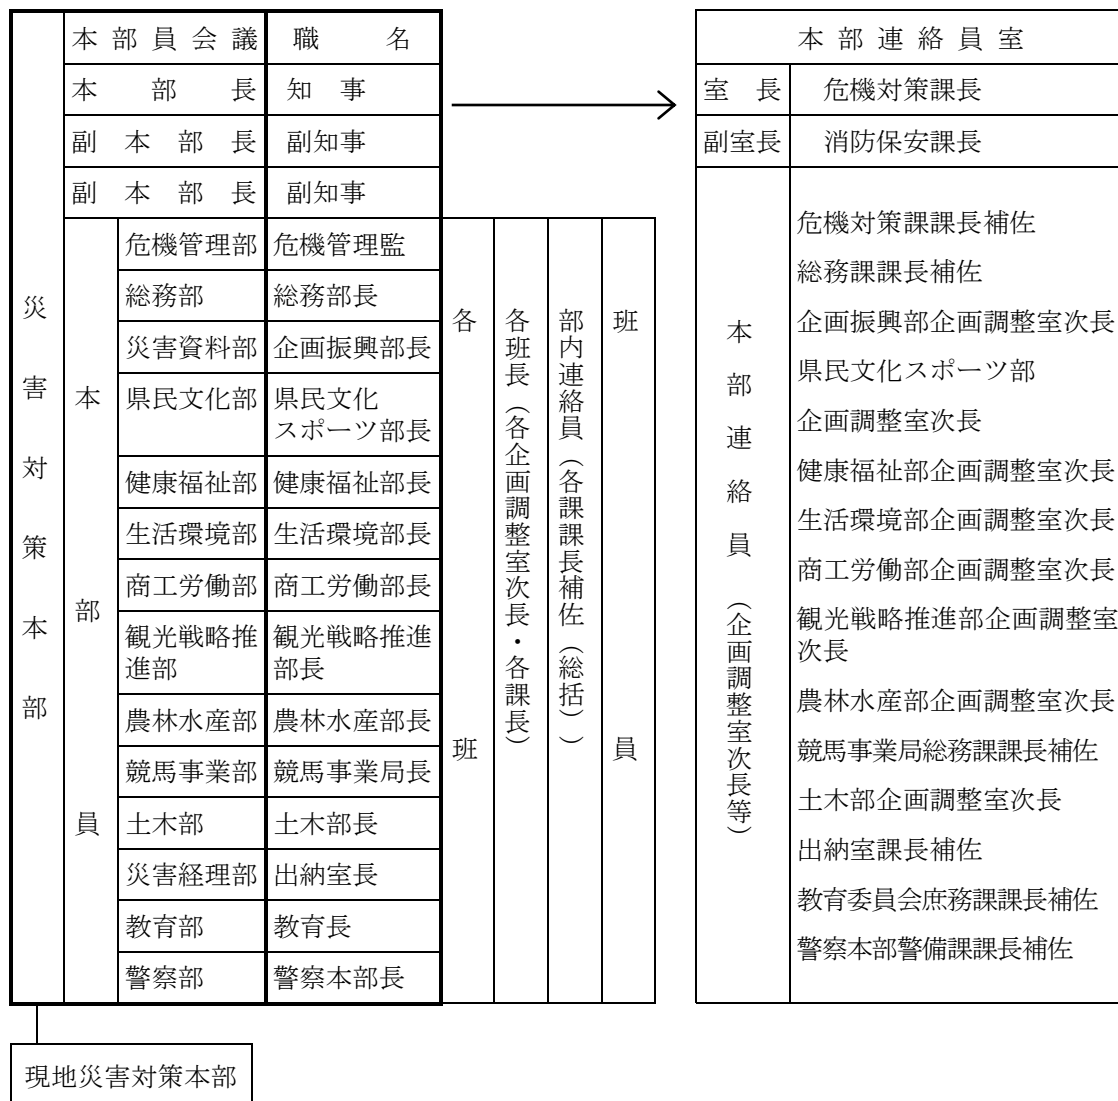 災害対策本部
本部員会議 職名
本部長 知事
副本部長 副知事
副本部長 副知事
本部員
危機管理部 危機管理監
総務部 総務部長
災害資料部 企画振興部長
県民文化部 県民文化
スポーツ部長
健康福祉部 健康福祉部長
生活環境部 生活環境部長
商工労働部 商工労働部長
観光戦略推
進部
観光戦略推進
部長
農林水産部 農林水産部長
競馬事業部 競馬事業局長
土木部 土木部長
災害経理部 出納室長
教育部 教育長
警察部 警察本部長
各班
各班長（各企画調整室次長・各課長）
部内連絡員（各課課長補佐（総括））
班員
現地災害対策本部
本部連絡員室
室長 危機対策課長
副室長 消防保安課長
本部連絡員（企画調整室次長等）
危機対策課課長補佐
総務課課長補佐
企画振興部企画調整室次長
県民文化スポーツ部
企画調整室次長
健康福祉部企画調整室次長
生活環境部企画調整室次長
商工労働部企画調整室次長
観光戦略推進部企画調整室
次長
農林水産部企画調整室次長
競馬事業局総務課課長補佐
土木部企画調整室次長
出納室課長補佐
教育委員会庶務課課長補佐
警察本部警備課課長補佐